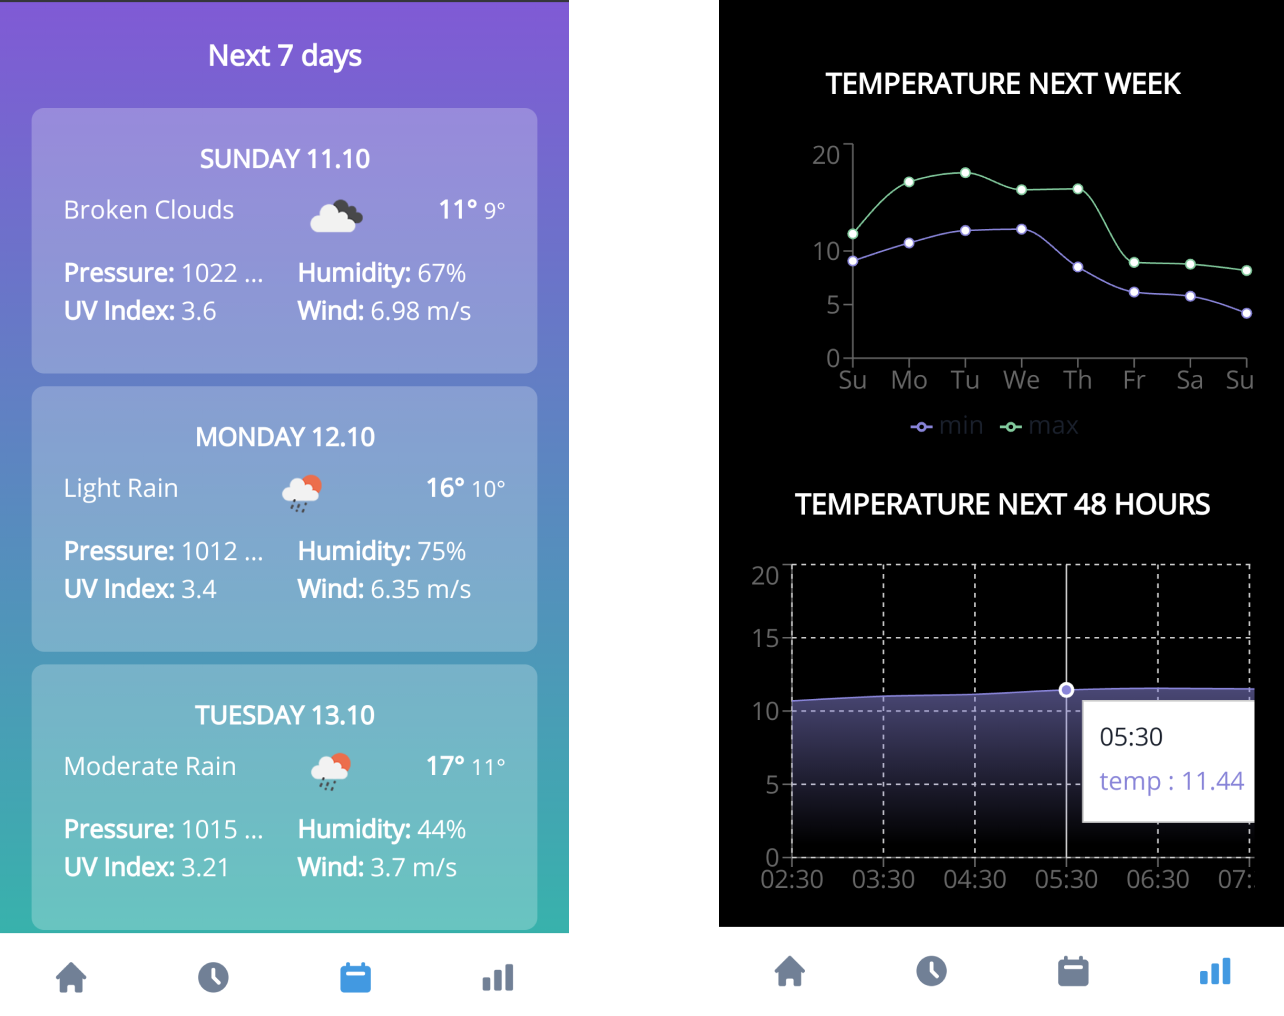 Next 7 days
SUNDAY 11.10
Broken Clouds 11° 9°
Pressure: 1022 ... Humidity: 67%
UV Index: 3.6 Wind: 6.98 m/s
MONDAY 12.10
Light Rain 16° 10°
Pressure: 1012 ... Humidity: 75%
UV Index: 3.4 Wind: 6.35 m/s
TUESDAY 13.10
Moderate Rain 17° 11°
Pressure: 1015 ... Humidity: 44%
UV Index: 3.21 Wind: 3.7 m/s
TEMPERATURE NEXT WEEK
20
10
5
0
Su Mo Tu We Th Fr Sa Su
min max
TEMPERATURE NEXT 48 HOURS
20
15
10
05:30
temp : 11.44
5
0
02:30 03:30 04:30 05:30 06:30 07: